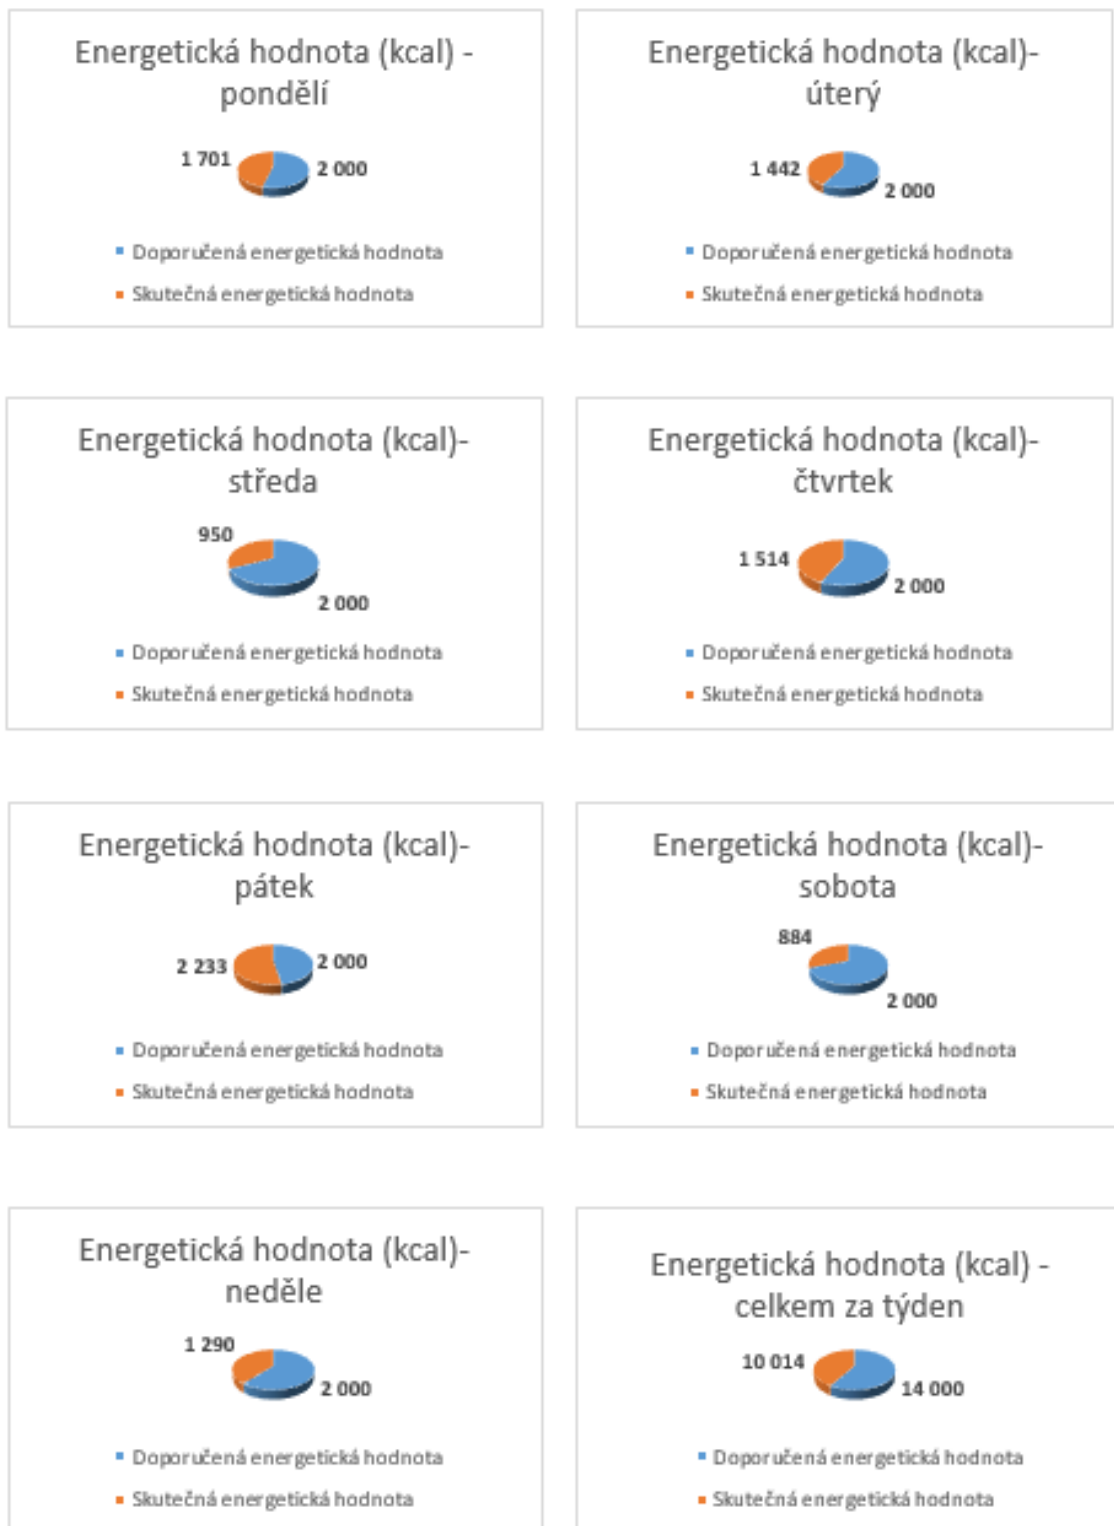 Energetická hodnota (kcal) -
pondělí
1 701
2 000
Doporučená energetická hodnota
Skutečná energetická hodnota
Energetická hodnota (kcal)-
úterý
1 442
2 000
Doporučená energetická hodnota
Skutečná energetická hodnota
Energetická hodnota (kcal)-
středa
950
2 000
Doporučená energetická hodnota
Skutečná energetická hodnota
Energetická hodnota (kcal)-
čtvrtek
1 514
2 000
Doporučená energetická hodnota
Skutečná energetická hodnota
Energetická hodnota (kcal)-
pátek
2 233
2 000
Doporučená energetická hodnota
Skutečná energetická hodnota
Energetická hodnota (kcal)-
sobota
884
2 000
Doporučená energetická hodnota
Skutečná energetická hodnota
Energetická hodnota (kcal)-
neděle
1 290
2 000
Doporučená energetická hodnota
Skutečná energetická hodnota
Energetická hodnota (kcal) -
celkem za týden
10 014
14 000
Doporučená energetická hodnota
Skutečná energetická hodnota